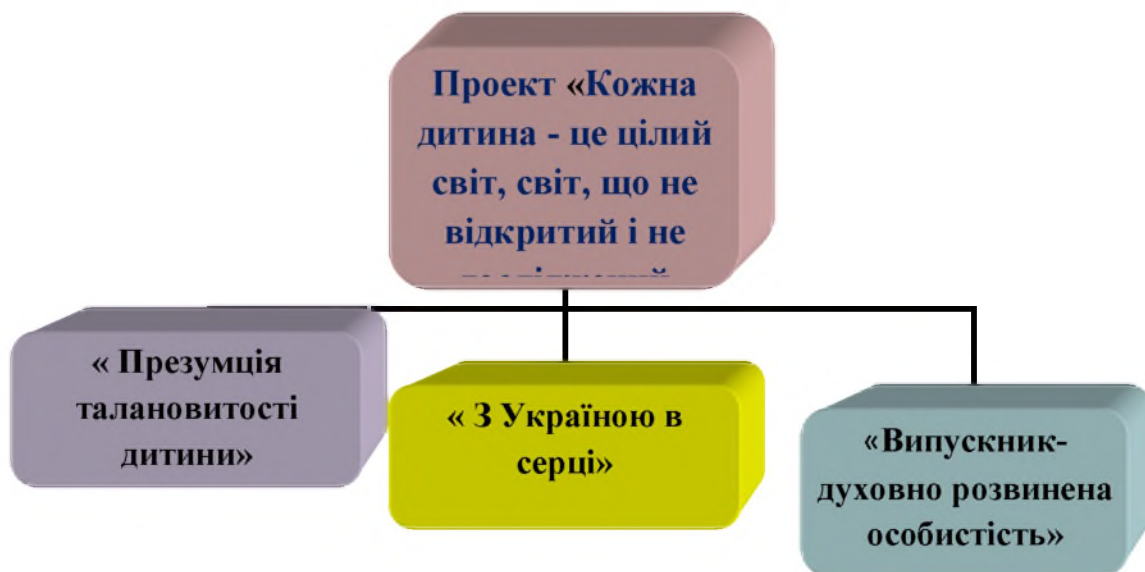 Проект «Кожна
дитина - це цілий
світ, світ, що не
відкритий і не
« Презумція
талановитості
дитини»
« З Україною в
серці»
«Випускник-
духовно розвинена
особистість»